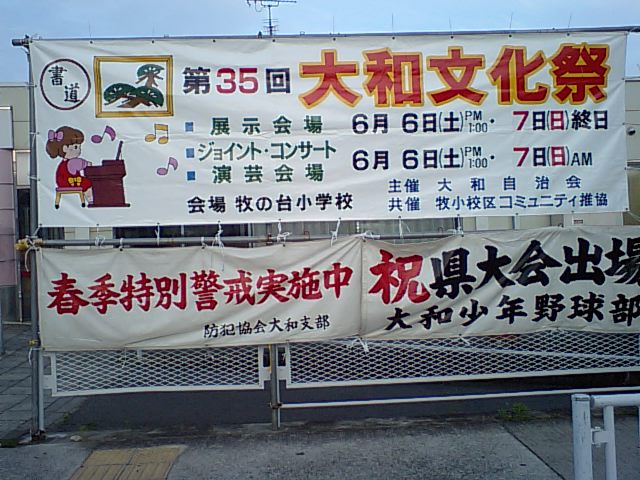 書道
第35回 大和文化祭
展示会場 6月 6日(土)PM1:00・ 7日(日)終日
ジョイント・コンサート
演芸会場 6月 6日(土)PM1:00・ 7日(日)AM
会場 牧の台小学校
主催 大和自治会
共催 牧小校区コミュニティ推協
春季特別警戒実施中
防犯協会大和支部
祝県大会出場
大和少年野球部